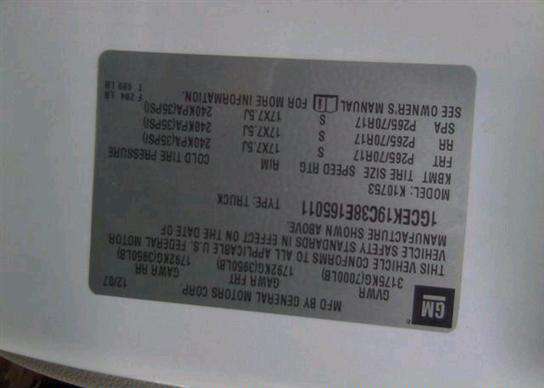 GM
MFD BY GENERAL MOTORS CORP. 12/07
GVWR GAWR FRT GAWR RR
3175KG(7000LB) 1792KG(3950LB) 1792KG(3950LB)
THIS VEHICLE CONFORMS TO ALL APPLICABLE U.S. FEDERAL MOTOR
VEHICLE SAFETY STANDARDS IN EFFECT ON THE DATE OF
MANUFACTURE SHOWN ABOVE.
1GCEK19C38E165011 TYPE: TRUCK
MODEL: K10753
KBMT TIRE SIZE SPEED RTG RIM COLD TIRE PRESSURE
FRT P265/70R17 S 17X7.5J 240KPA(35PSI)
RR P265/70R17 S 17X7.5J 240KPA(35PSI)
SPA P265/70R17 S 17X7.5J 240KPA(35PSI)
SEE OWNER'S MANUAL FOR MORE INFORMATION.